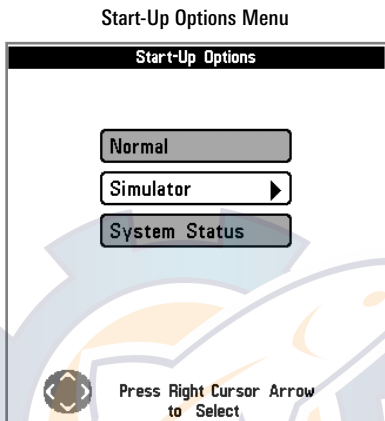 Start-Up Options Menu
Start-Up Options
Normal
Simulator
System Status
Press Right Cursor Arrow
to Select